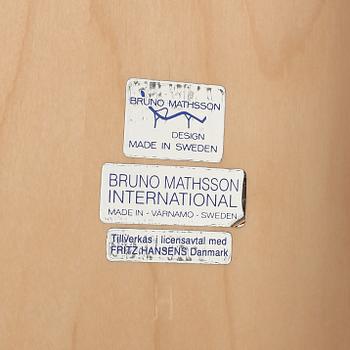 BRUNO MATHSSON
DESIGN
MADE IN SWEDEN
BRUNO MATHSSON
INTERNATIONAL
MADE IN - VÄRNAMO - SWEDEN
Tillverkas i licensavtal med
FRITZ HANSENS Danmark